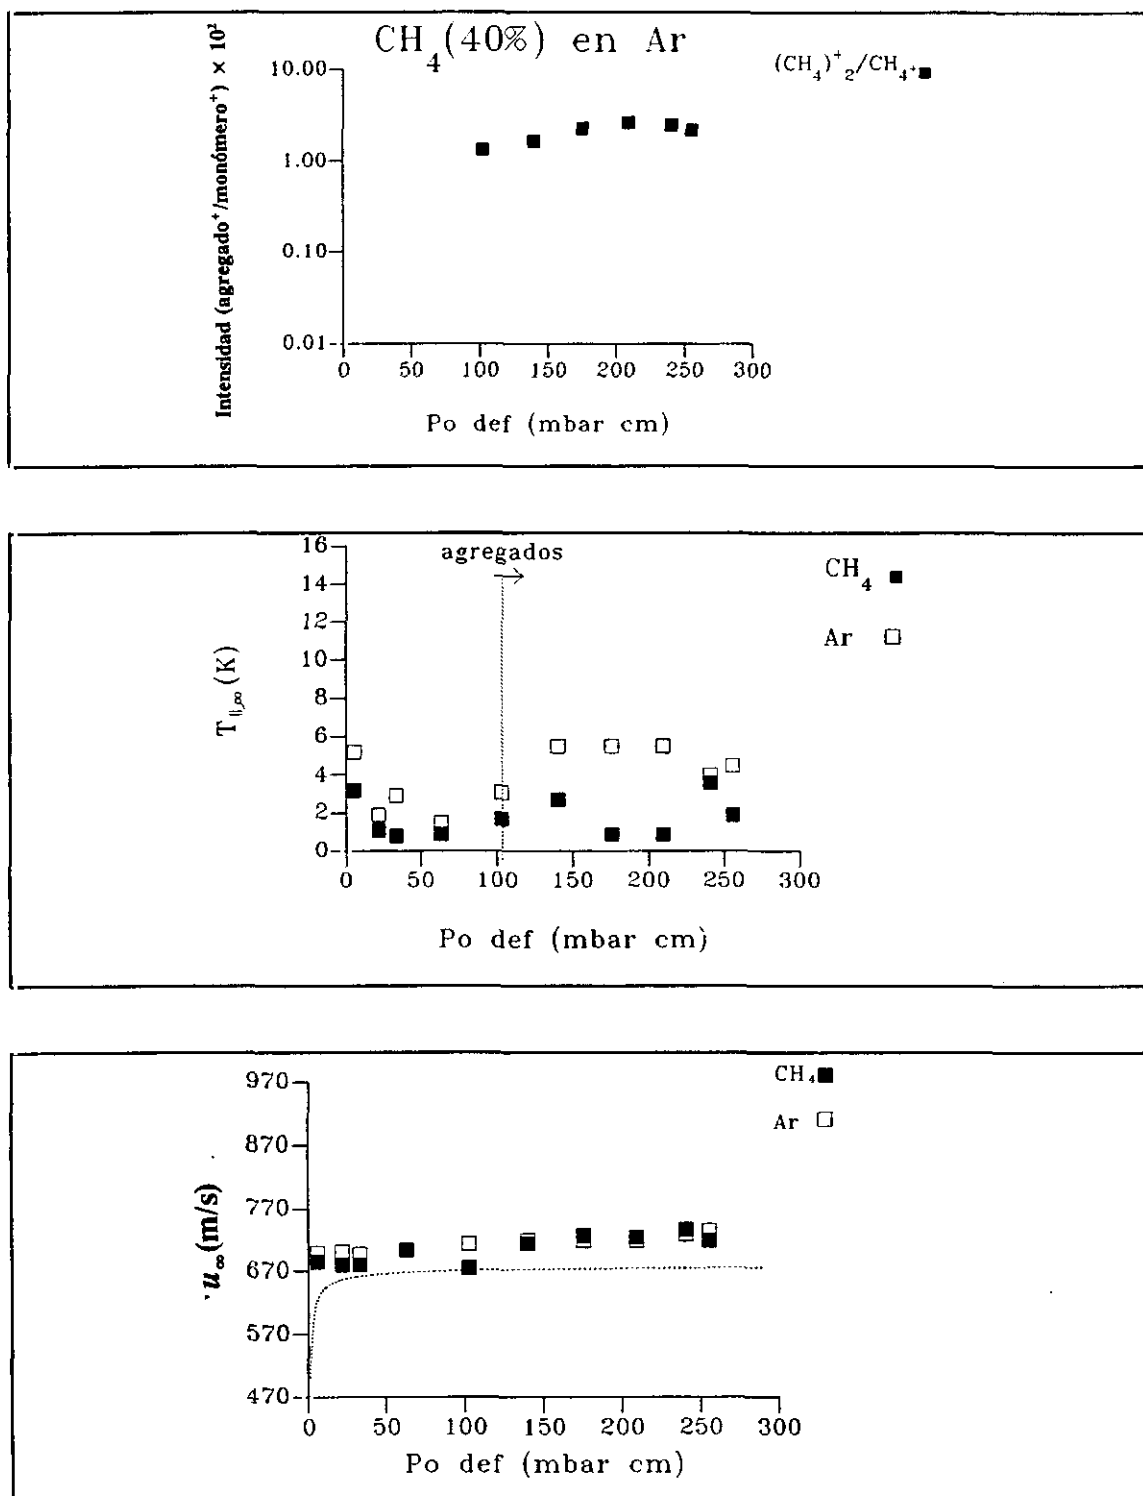 CH₄(40%) en Ar
(CH₄)⁺₂/CH₄⁺
Intensidad (agregado⁺/monómero⁺) × 10²
10.00
1.00
0.10
0.01
0 50 100 150 200 250 300
Po def (mbar cm)
agregados
CH₄
Ar
T∥,∞ (K)
16
14
12
10
8
6
4
2
0
0 50 100 150 200 250 300
Po def (mbar cm)
CH₄
Ar
u∞ (m/s)
970
870
770
670
570
470
0 50 100 150 200 250 300
Po def (mbar cm)